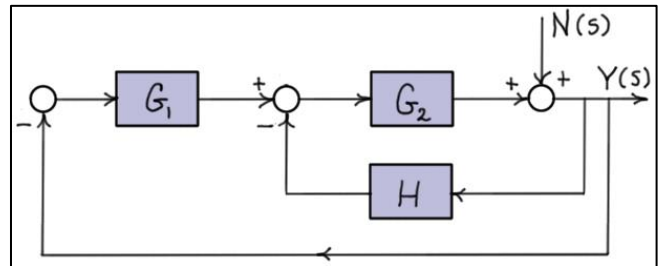 N(s)
+ G₁ + G₂ + + Y(s)
- -
H